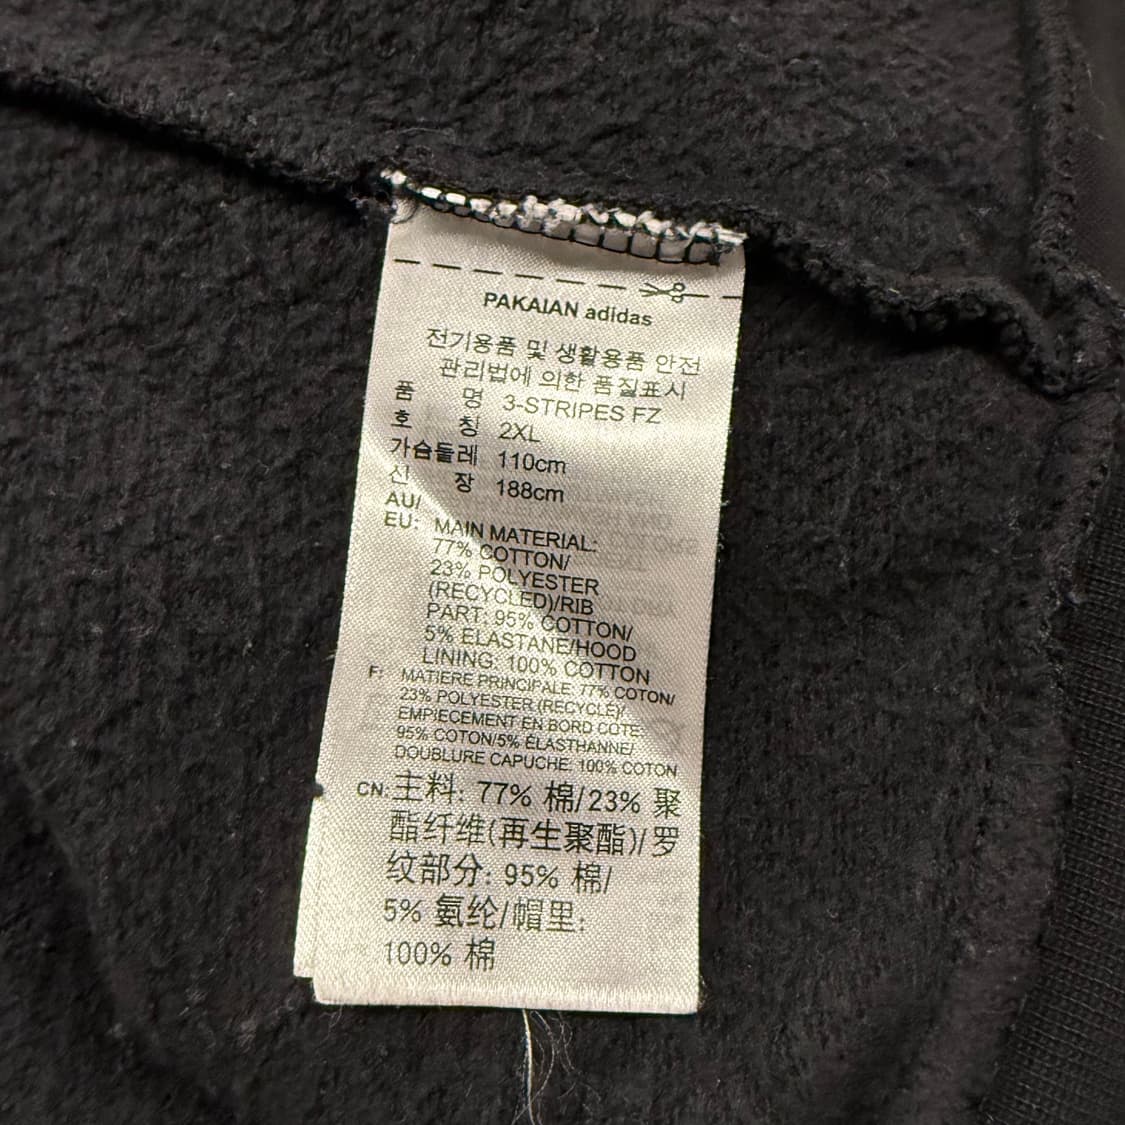 PAKAIAN adidas
전기용품 및 생활용품 안전
관리법에 의한 품질표시
품 명 3-STRIPES FZ
호 칭 2XL
가슴둘레 110cm
신 장 188cm
AU/
EU: MAIN MATERIAL:
77% COTTON/
23% POLYESTER
(RECYCLED)/RIB
PART: 95% COTTON/
5% ELASTANE/HOOD
LINING: 100% COTTON
F: MATIERE PRINCIPALE: 77% COTON/
23% POLYESTER (RECYCLÉ)/
EMPIECEMENT EN BORD COTE:
95% COTON/5% ÉLASTHANNE/
DOUBLURE CAPUCHE: 100% COTON
CN: 主料: 77% 棉/23% 聚
酯纤维(再生聚酯)/罗
纹部分: 95% 棉/
5% 氨纶/帽里:
100% 棉